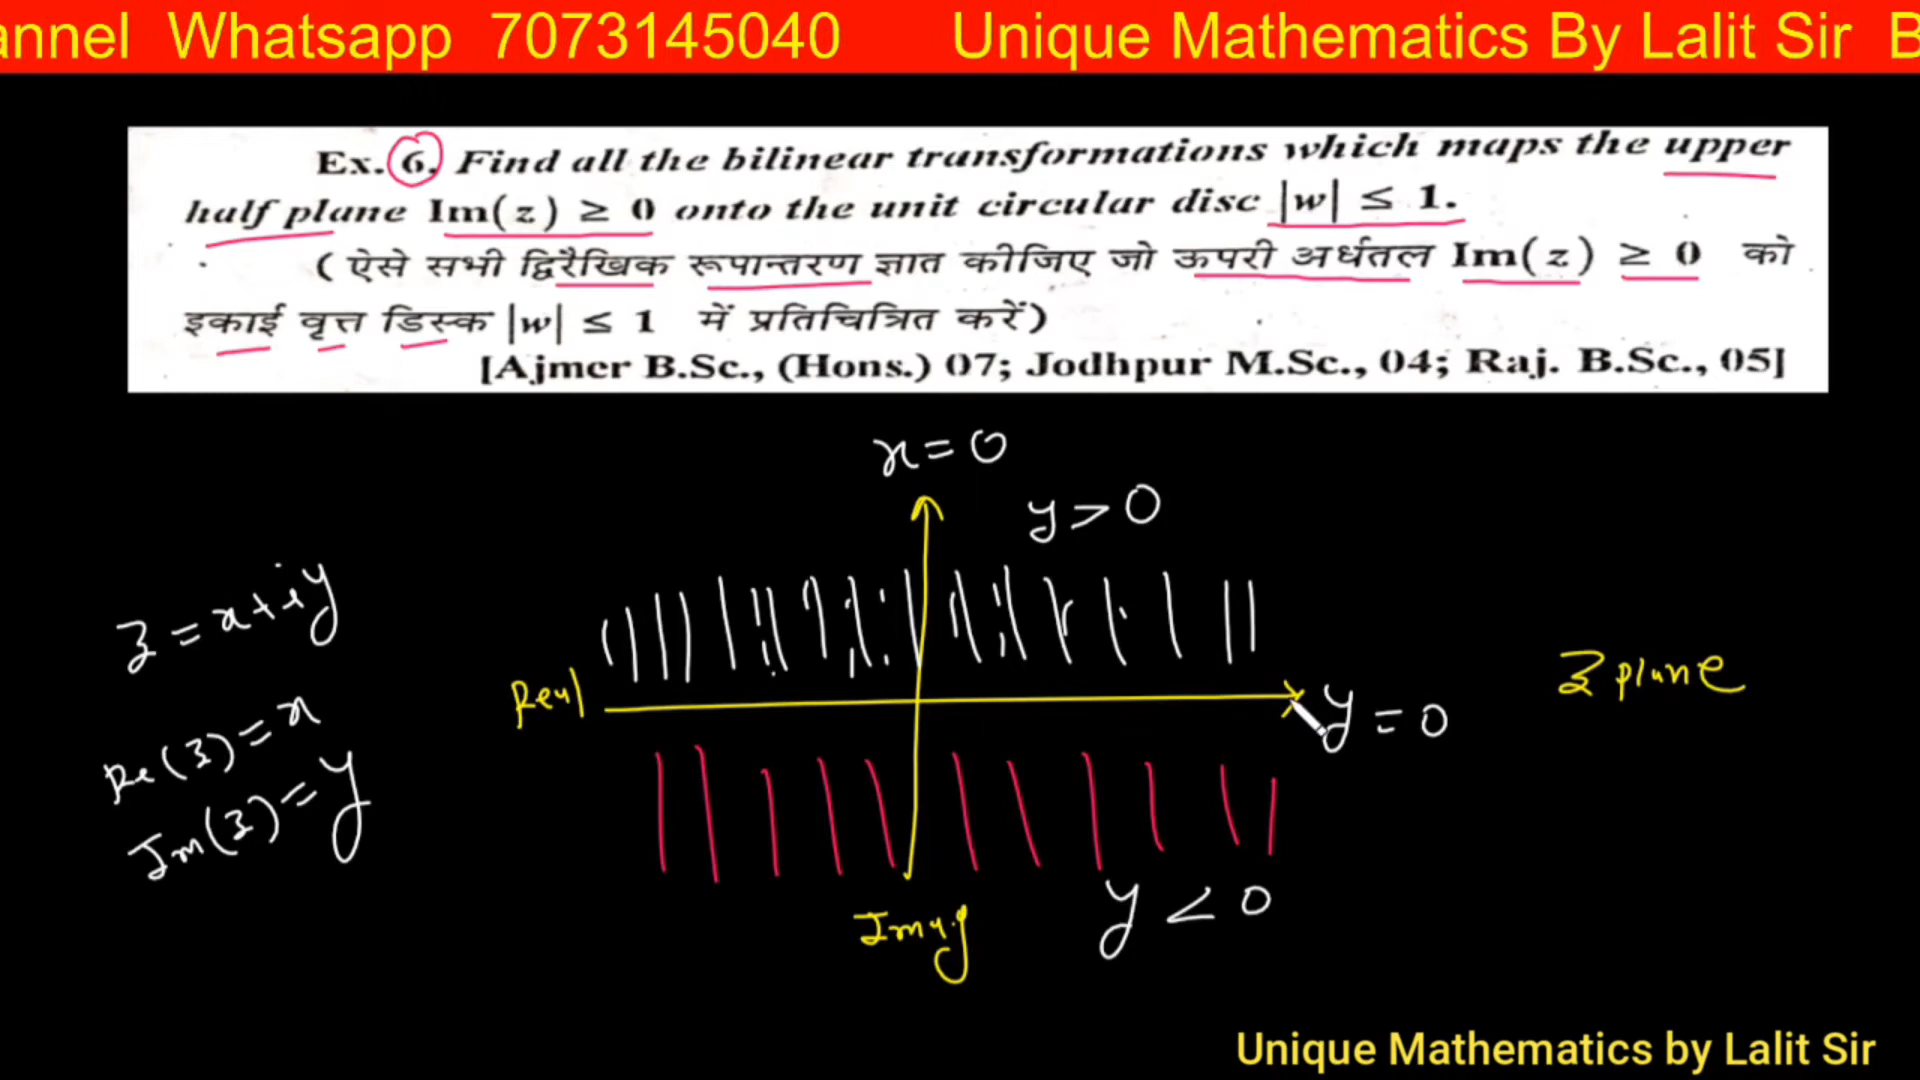 annel Whatsapp 7073145040 Unique Mathematics By Lalit Sir B
Ex. 6. Find all the bilinear transformations which maps the upper
half plane Im(z) ≥ 0 onto the unit circular disc |w| ≤ 1.
( ऐसे सभी द्विरैखिक रूपान्तरण ज्ञात कीजिए जो ऊपरी अर्धतल Im(z) ≥ 0 को
इकाई वृत्त डिस्क |w| ≤ 1 में प्रतिचित्रित करें)
[Ajmer B.Sc., (Hons.) 07; Jodhpur M.Sc., 04; Raj. B.Sc., 05]
x=0
y>0
z=x+iy
Real
y=0
z plane
Re(z)=x
Im(z)=y
y<0
Imag
Unique Mathematics by Lalit Sir